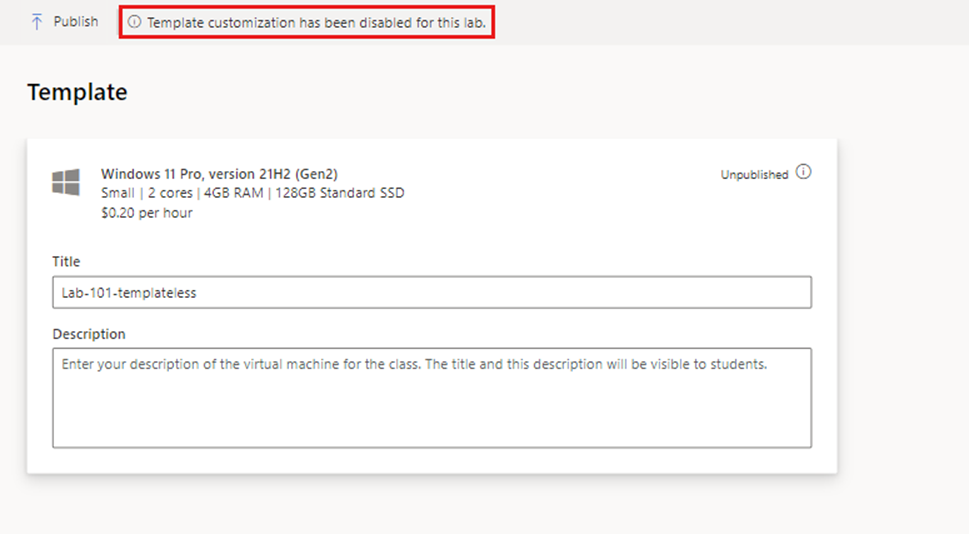 Publish
Template customization has been disabled for this lab.
Template
Windows 11 Pro, version 21H2 (Gen2)
Unpublished
Small | 2 cores | 4GB RAM | 128GB Standard SSD
$0.20 per hour
Title
Lab-101-templateless
Description
Enter your description of the virtual machine for the class. The title and this description will be visible to students.